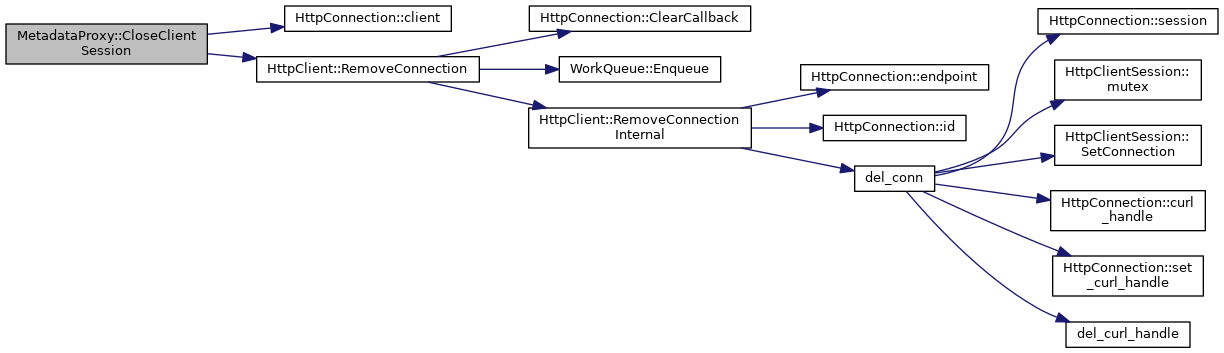 MetadataProxy::CloseClient
Session
HttpConnection::client
HttpClient::RemoveConnection
HttpConnection::ClearCallback
WorkQueue::Enqueue
HttpClient::RemoveConnection
Internal
HttpConnection::endpoint
HttpConnection::id
del_conn
HttpConnection::session
HttpClientSession::
mutex
HttpClientSession::
SetConnection
HttpConnection::curl
_handle
HttpConnection::set
_curl_handle
del_curl_handle